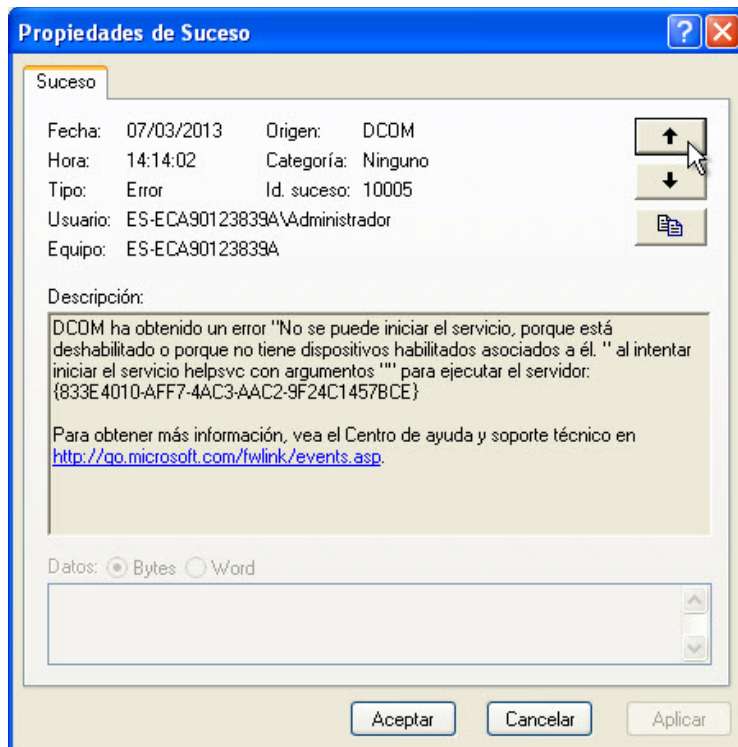 Propiedades de Suceso
Suceso
Fecha: 07/03/2013 Origen: DCOM
Hora: 14:14:02 Categoría: Ninguno
Tipo: Error Id. suceso: 10005
Usuario: ES-ECA90123839A\Administrador
Equipo: ES-ECA90123839A
Descripción:
DCOM ha obtenido un error "No se puede iniciar el servicio, porque está
deshabilitado o porque no tiene dispositivos habilitados asociados a él. " al intentar
iniciar el servicio helpsvc con argumentos "" para ejecutar el servidor:
{833E4010-AFF7-4AC3-AAC2-9F24C1457BCE}
Para obtener más información, vea el Centro de ayuda y soporte técnico en
http://go.microsoft.com/fwlink/events.asp.
Datos: Bytes Word
Aceptar Cancelar Aplicar